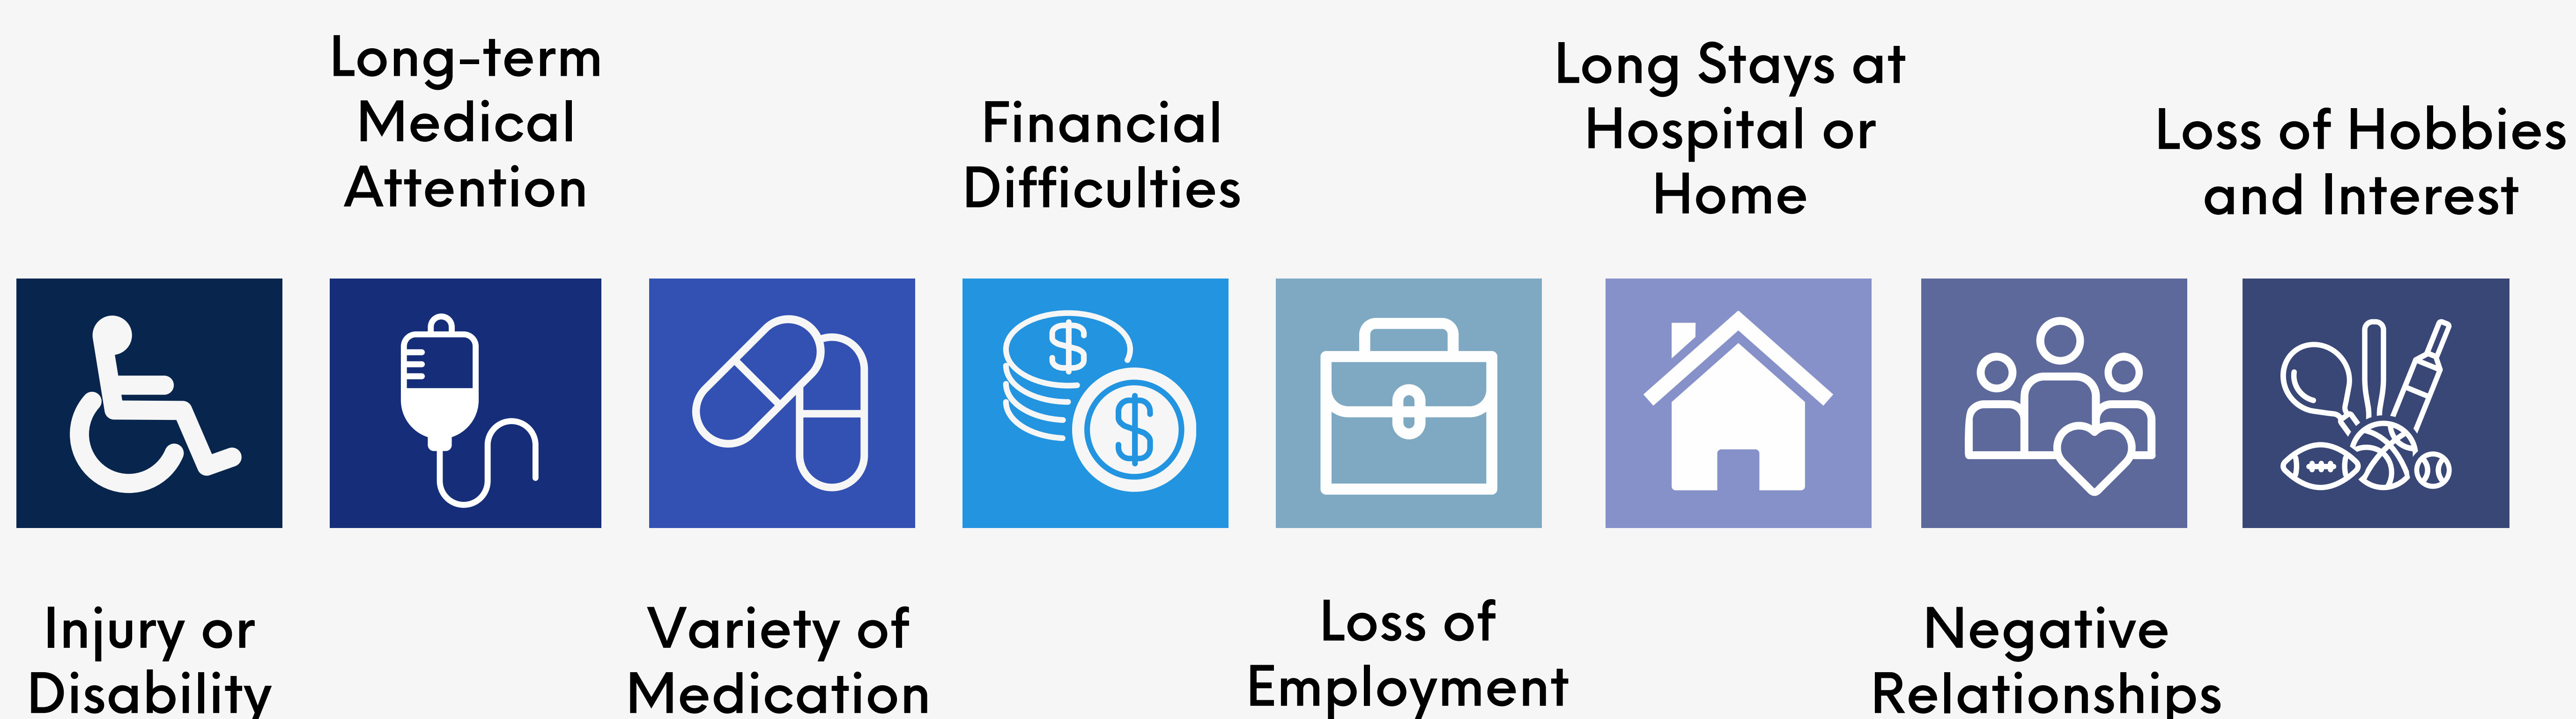 Long-term
Medical
Attention
Financial
Difficulties
Long Stays at
Hospital or
Home
Loss of Hobbies
and Interest
$
$
Injury or
Disability
Variety of
Medication
Loss of
Employment
Negative
Relationships